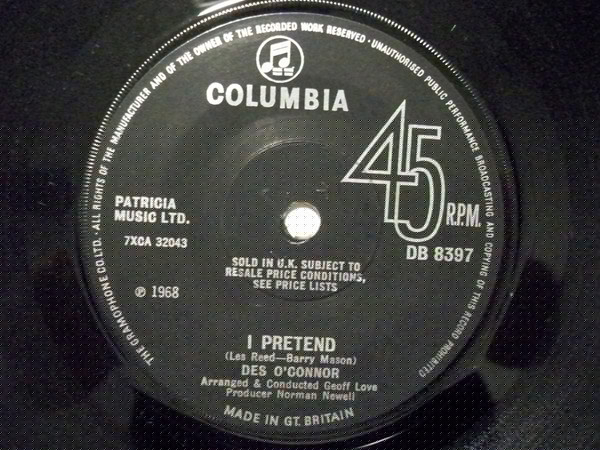 THE GRAMOPHONE CO. LTD. · ALL RIGHTS OF THE MANUFACTURER AND OF THE OWNER OF THE RECORDED WORK RESERVED · UNAUTHORISED PUBLIC PERFORMANCE BROADCASTING AND COPYING OF THIS RECORD PROHIBITED
COLUMBIA
45
R.P.M.
PATRICIA
MUSIC LTD.
7XCA 32043
DB 8397
SOLD IN U.K. SUBJECT TO
RESALE PRICE CONDITIONS,
SEE PRICE LISTS
℗ 1968
I PRETEND
(Les Reed—Barry Mason)
DES O'CONNOR
Arranged & Conducted Geoff Love
Producer Norman Newell
MADE IN GT. BRITAIN